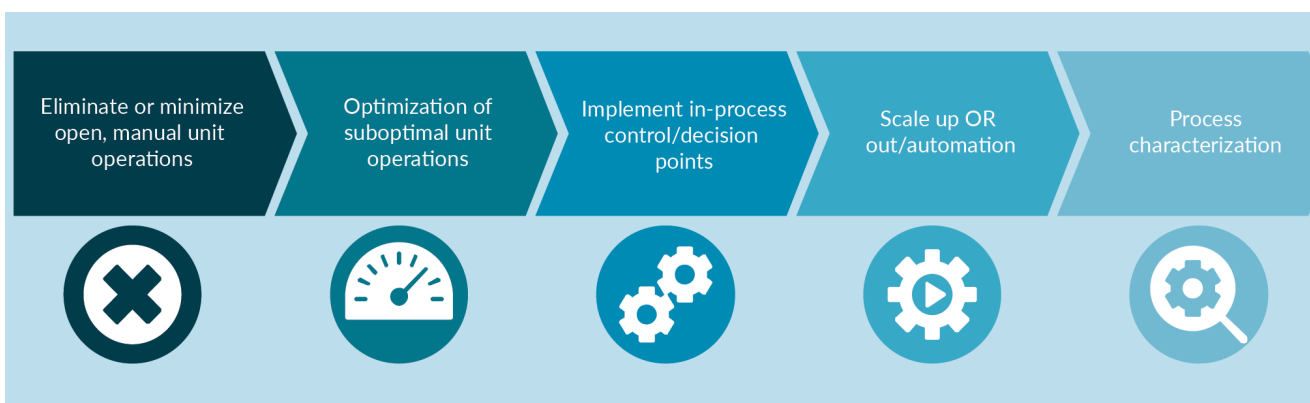 Eliminate or minimize
open, manual unit
operations
Optimization of
suboptimal unit
operations
Implement in-process
control/decision
points
Scale up OR
out/automation
Process
characterization